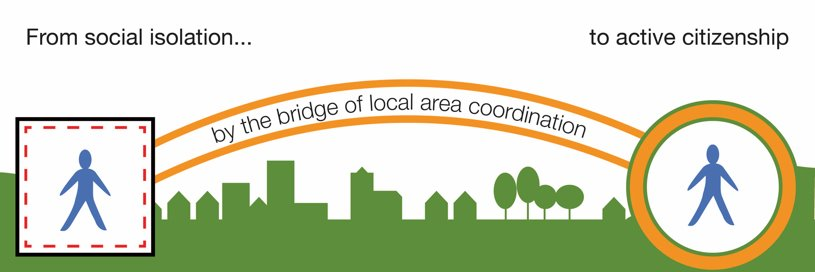 From social isolation...
to active citizenship
by the bridge of local area coordination